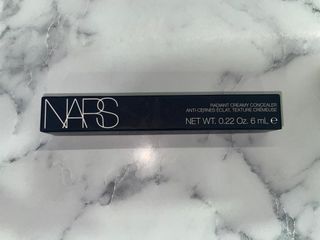 NARS
RADIANT CREAMY CONCEALER
ANTI-CERNES ÉCLAT, TEXTURE CRÉMEUSE
NET WT. 0.22 Oz. 6 mL ℮